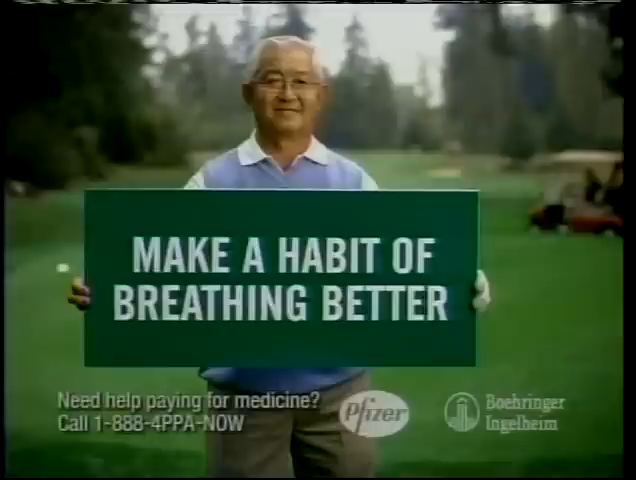 MAKE A HABIT OF
BREATHING BETTER
Need help paying for medicine?
Call 1-888-4PPA-NOW
Pfizer
Boehringer
Ingelheim